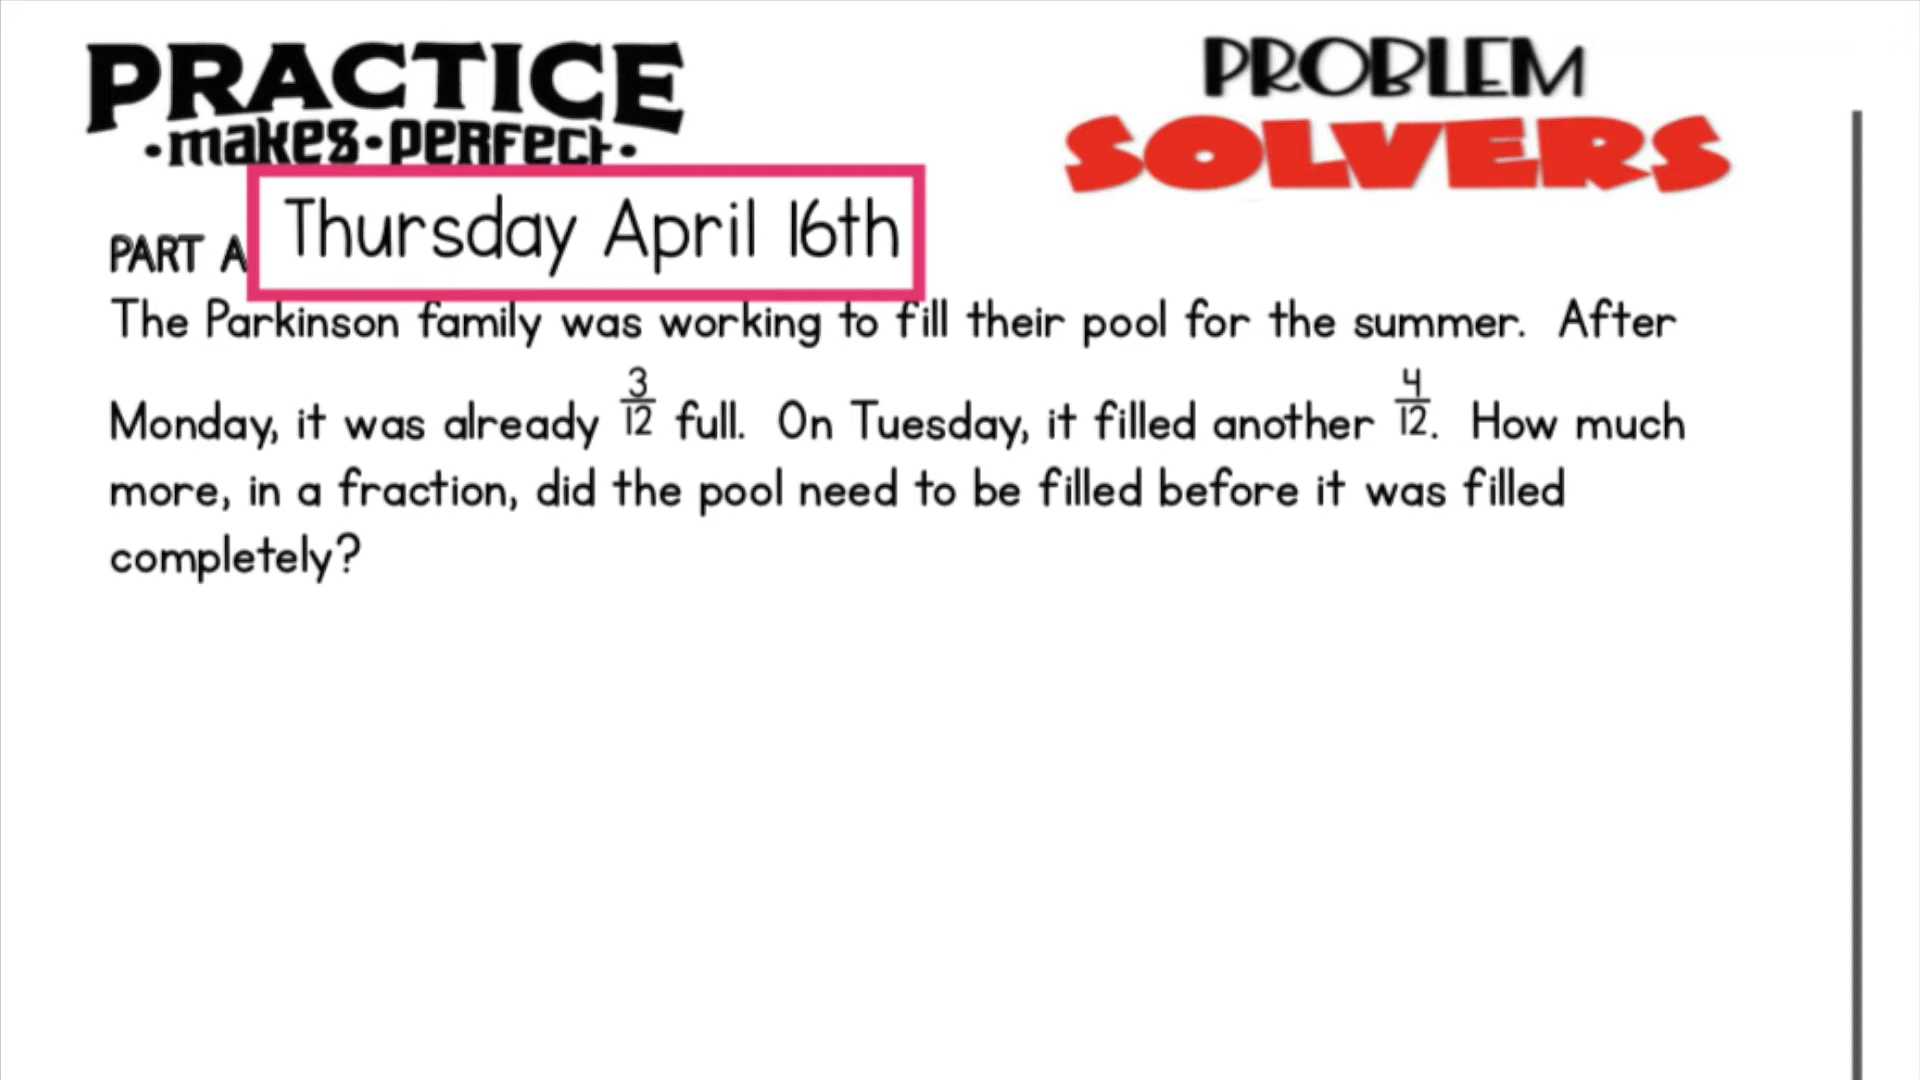 PRACTICE
•makes•PERFECT•
PROBLEM
SOLVERS
Thursday April 16th
PART A
The Parkinson family was working to fill their pool for the summer. After
Monday, it was already 3/12 full. On Tuesday, it filled another 4/12. How much
more, in a fraction, did the pool need to be filled before it was filled
completely?